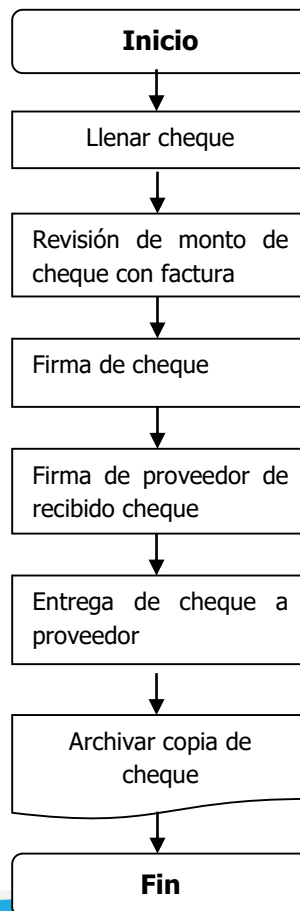 Inicio
Llenar cheque
Revisión de monto de
cheque con factura
Firma de cheque
Firma de proveedor de
recibido cheque
Entrega de cheque a
proveedor
Archivar copia de
cheque
Fin